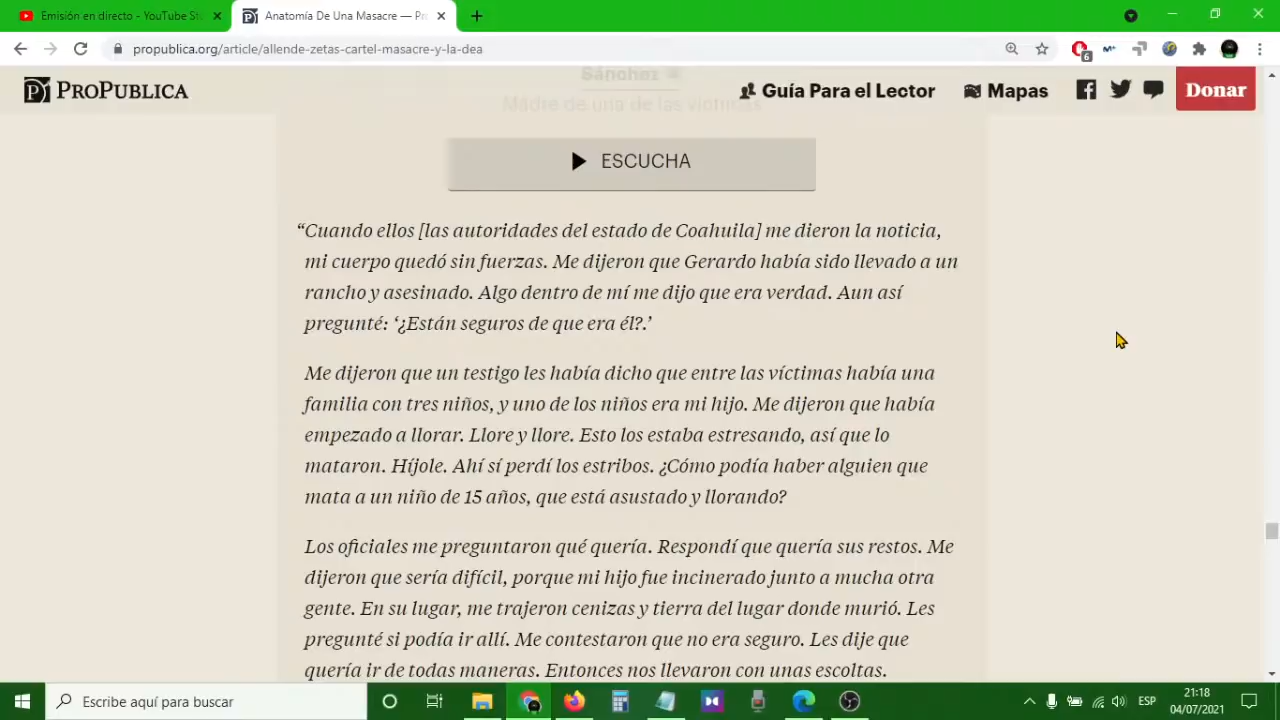 Emisión en directo - YouTube St
Anatomía De Una Masacre — Pr
propublica.org/article/allende-zetas-cartel-masacre-y-la-dea
6
PROPUBLICA
Guía Para el Lector
Mapas
Donar
Sánchez
Madre de una de las víctimas
ESCUCHA
“Cuando ellos [las autoridades del estado de Coahuila] me dieron la noticia,
mi cuerpo quedó sin fuerzas. Me dijeron que Gerardo había sido llevado a un
rancho y asesinado. Algo dentro de mí me dijo que era verdad. Aun así
pregunté: ‘¿Están seguros de que era él?.’
Me dijeron que un testigo les había dicho que entre las víctimas había una
familia con tres niños, y uno de los niños era mi hijo. Me dijeron que había
empezado a llorar. Llore y llore. Esto los estaba estresando, así que lo
mataron. Híjole. Ahí sí perdí los estribos. ¿Cómo podía haber alguien que
mata a un niño de 15 años, que está asustado y llorando?
Los oficiales me preguntaron qué quería. Respondí que quería sus restos. Me
dijeron que sería difícil, porque mi hijo fue incinerado junto a mucha otra
gente. En su lugar, me trajeron cenizas y tierra del lugar donde murió. Les
pregunté si podía ir allí. Me contestaron que no era seguro. Les dije que
quería ir de todas maneras. Entonces nos llevaron con unas escoltas.
Escribe aquí para buscar
ESP
21:18
04/07/2021